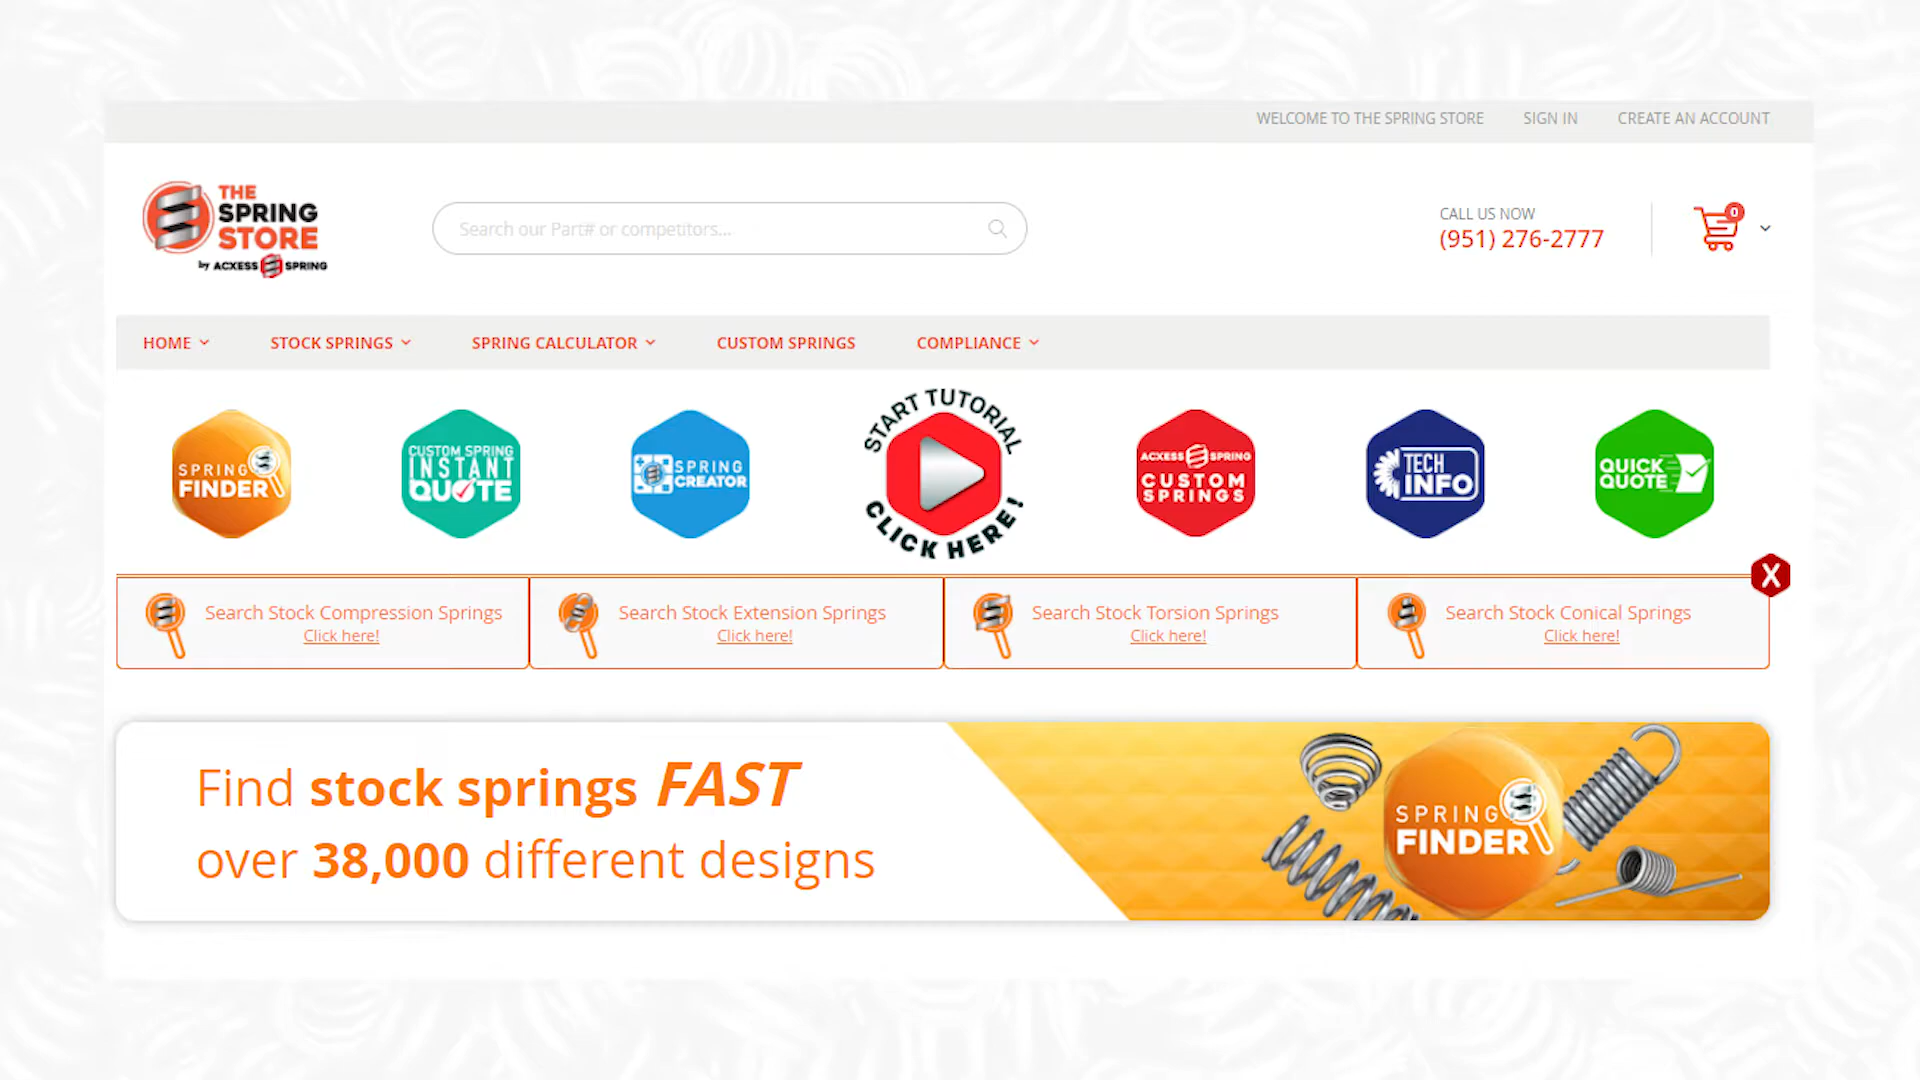 WELCOME TO THE SPRING STORE SIGN IN CREATE AN ACCOUNT
THE
SPRING
STORE
by ACXESS SPRING
Search our Part# or competitors...
CALL US NOW
(951) 276-2777
0
HOME STOCK SPRINGS SPRING CALCULATOR CUSTOM SPRINGS COMPLIANCE
SPRING
FINDER
CUSTOM SPRING
INSTANT
QUOTE
SPRING
CREATOR
START TUTORIAL
CLICK HERE!
ACXESS SPRING
CUSTOM
SPRINGS
TECH
INFO
QUICK
QUOTE
X
Search Stock Compression Springs
Click here!
Search Stock Extension Springs
Click here!
Search Stock Torsion Springs
Click here!
Search Stock Conical Springs
Click here!
Find stock springs FAST
over 38,000 different designs
SPRING
FINDER